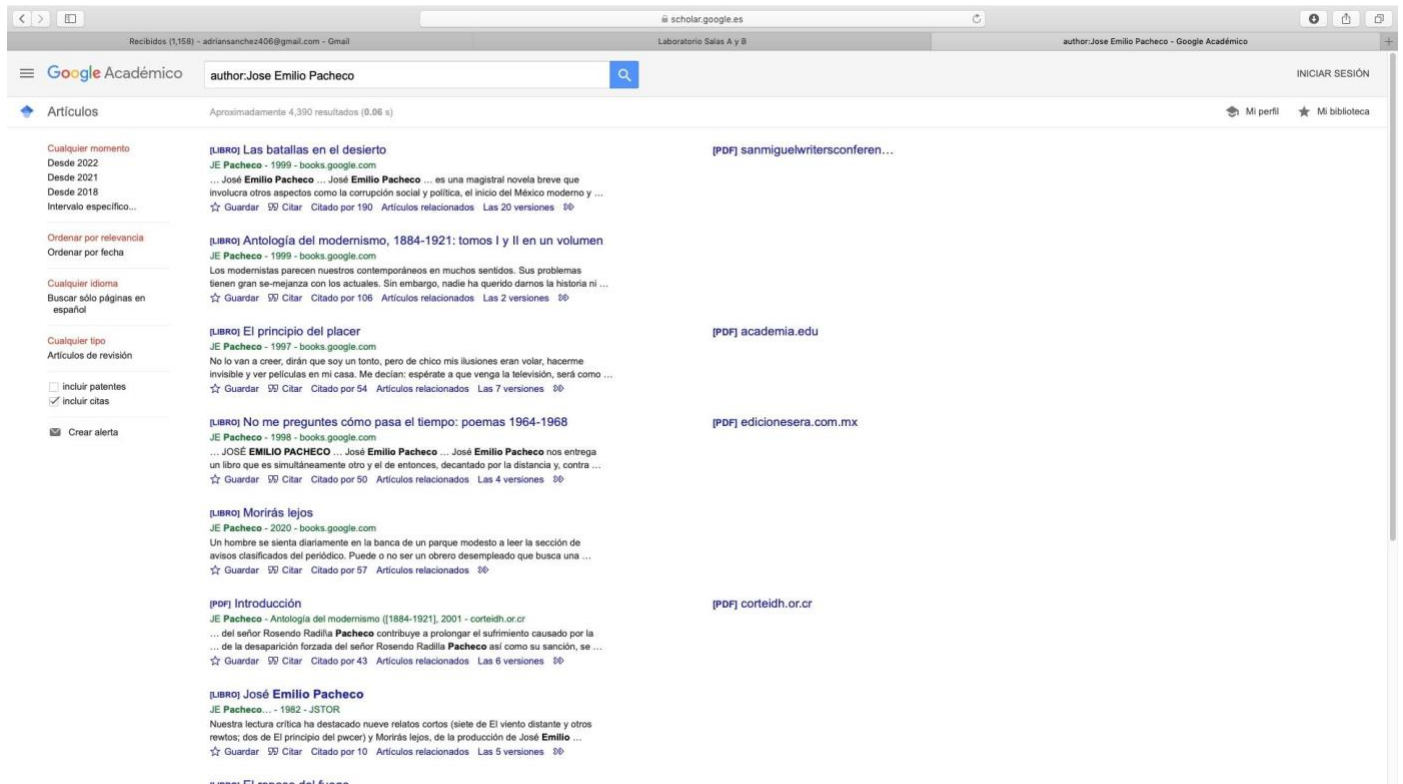 scholar.google.es
Recibidos (1,158) - adriansanchez406@gmail.com - Gmail
Laboratorio Salas A y B
author:Jose Emilio Pacheco - Google Académico
Google Académico
author:Jose Emilio Pacheco
INICIAR SESIÓN
Artículos
Aproximadamente 4,390 resultados (0.06 s)
Mi perfil
Mi biblioteca
Cualquier momento
Desde 2022
Desde 2021
Desde 2018
Intervalo específico...
Ordenar por relevancia
Ordenar por fecha
Cualquier idioma
Buscar sólo páginas en
español
Cualquier tipo
Artículos de revisión
incluir patentes
incluir citas
Crear alerta
[LIBRO] Las batallas en el desierto
JE Pacheco - 1999 - books.google.com
... José Emilio Pacheco ... José Emilio Pacheco ... es una magistral novela breve que
involucra otros aspectos como la corrupción social y política, el inicio del México moderno y ...
Guardar Citar Citado por 190 Artículos relacionados Las 20 versiones
[PDF] sanmiguelwritersconferen...
[LIBRO] Antología del modernismo, 1884-1921: tomos I y II en un volumen
JE Pacheco - 1999 - books.google.com
Los modernistas parecen nuestros contemporáneos en muchos sentidos. Sus problemas
tienen gran se-mejanza con los actuales. Sin embargo, nadie ha querido darnos la historia ni ...
Guardar Citar Citado por 106 Artículos relacionados Las 2 versiones
[LIBRO] El principio del placer
JE Pacheco - 1997 - books.google.com
No lo van a creer, dirán que soy un tonto, pero de chico mis ilusiones eran volar, hacerme
invisible y ver películas en mi casa. Me decían: espérate a que venga la televisión, será como ...
Guardar Citar Citado por 54 Artículos relacionados Las 7 versiones
[PDF] academia.edu
[LIBRO] No me preguntes cómo pasa el tiempo: poemas 1964-1968
JE Pacheco - 1998 - books.google.com
... JOSÉ EMILIO PACHECO ... José Emilio Pacheco ... José Emilio Pacheco nos entrega
un libro que es simultáneamente otro y el de entonces, decantado por la distancia y, contra ...
Guardar Citar Citado por 50 Artículos relacionados Las 4 versiones
[PDF] edicionesera.com.mx
[LIBRO] Morirás lejos
JE Pacheco - 2020 - books.google.com
Un hombre se sienta diariamente en la banca de un parque modesto a leer la sección de
avisos clasificados del periódico. Puede o no ser un obrero desempleado que busca una ...
Guardar Citar Citado por 57 Artículos relacionados
[PDF] Introducción
JE Pacheco - Antología del modernismo ([1884-1921], 2001 - corteidh.or.cr
... del señor Rosendo Radilla Pacheco contribuye a prolongar el sufrimiento causado por la
... de la desaparición forzada del señor Rosendo Radilla Pacheco así como su sanción, se ...
Guardar Citar Citado por 43 Artículos relacionados Las 6 versiones
[PDF] corteidh.or.cr
[LIBRO] José Emilio Pacheco
JE Pacheco... - 1982 - JSTOR
Nuestra lectura crítica ha destacado nueve relatos cortos (siete de El viento distante y otros
rewtos; dos de El principio del pwcer) y Morirás lejos, de la producción de José Emilio ...
Guardar Citar Citado por 10 Artículos relacionados Las 5 versiones
[LIBRO] El reposo del fuego